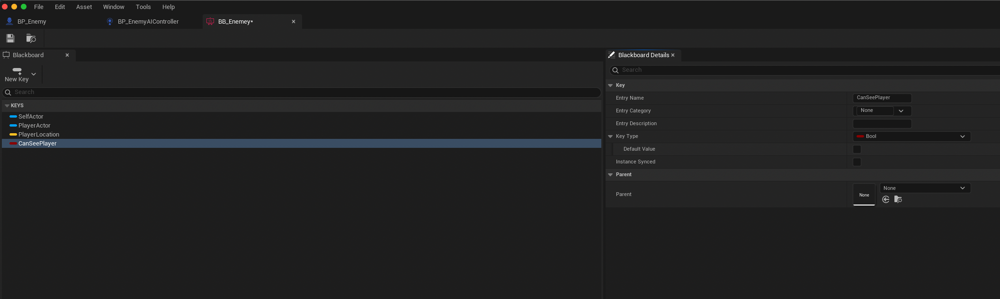 File Edit Asset Window Tools Help
BP_Enemy BP_EnemyAIController BB_Enemey*
Blackboard
New Key
Search
KEYS
SelfActor
PlayerActor
PlayerLocation
CanSeePlayer
Blackboard Details
Search
Key
Entry Name CanSeePlayer
Entry Category None
Entry Description
Key Type Bool
Default Value
Instance Synced
Parent
Parent None None